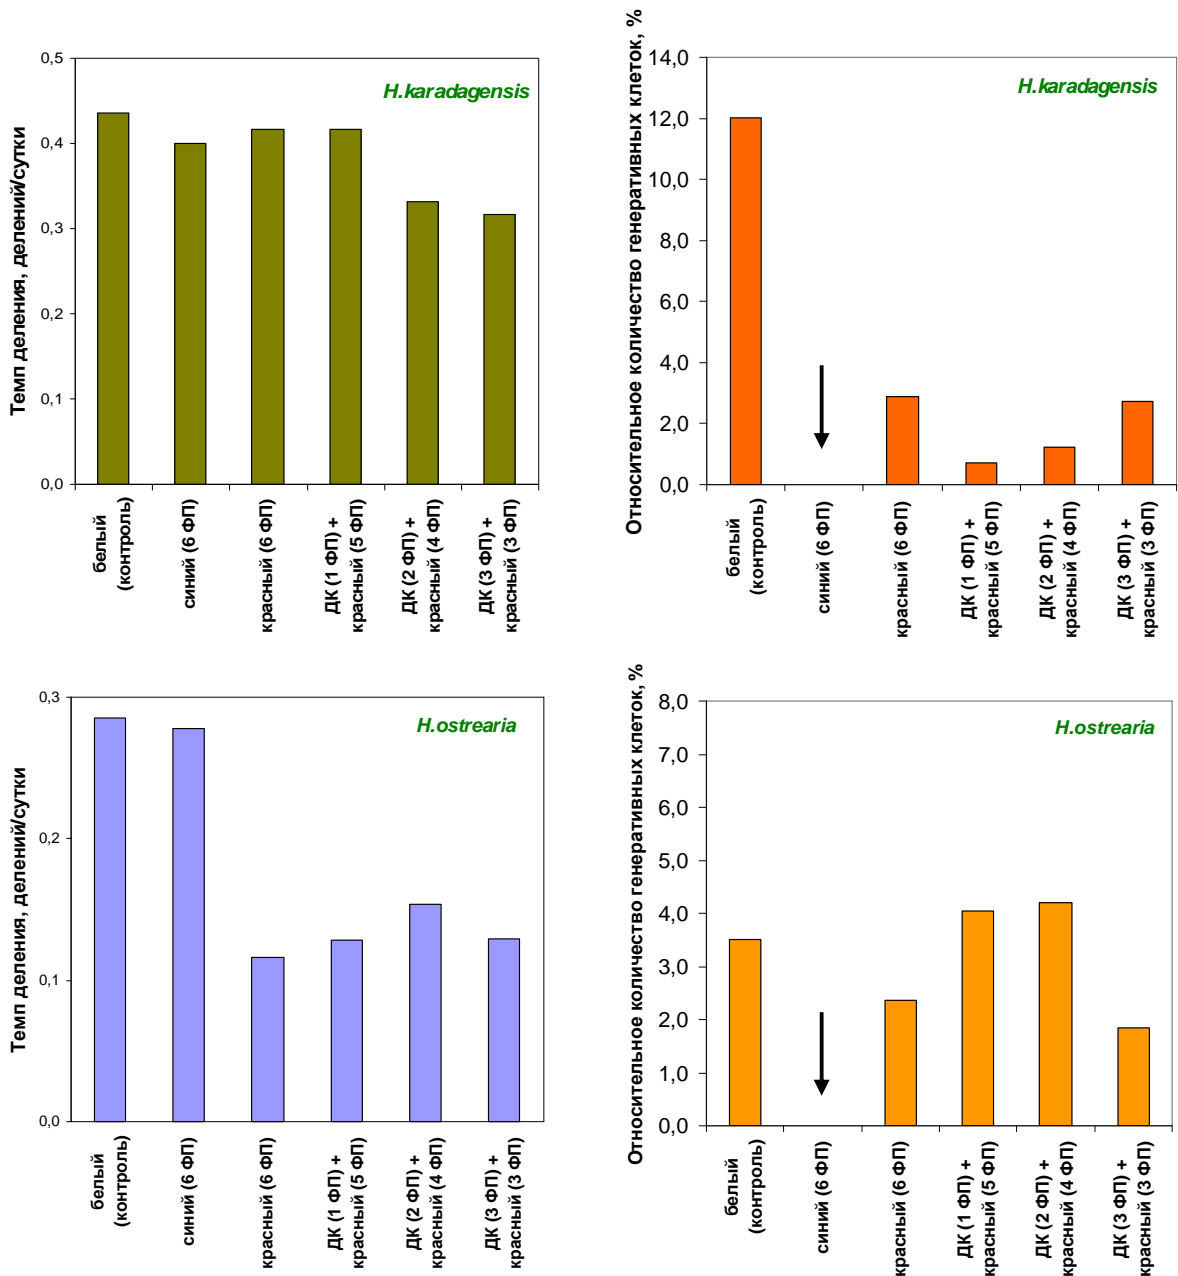 Темп деления, делений/сутки
0,5
0,4
0,3
0,2
0,1
0,0
H.karadagensis
белый
(контроль)
синий (6 ФП)
красный (6 ФП)
ДК (1 ФП) +
красный (5 ФП)
ДК (2 ФП) +
красный (4 ФП)
ДК (3 ФП) +
красный (3 ФП)
Относительное количество генеративных клеток, %
14,0
12,0
10,0
8,0
6,0
4,0
2,0
0,0
H.karadagensis
белый
(контроль)
синий (6 ФП)
красный (6 ФП)
ДК (1 ФП) +
красный (5 ФП)
ДК (2 ФП) +
красный (4 ФП)
ДК (3 ФП) +
красный (3 ФП)
Темп деления, делений/сутки
0,3
0,2
0,1
0,0
H.ostrearia
белый
(контроль)
синий (6 ФП)
красный (6 ФП)
ДК (1 ФП) +
красный (5 ФП)
ДК (2 ФП) +
красный (4 ФП)
ДК (3 ФП) +
красный (3 ФП)
Относительное количество генеративных клеток, %
8,0
7,0
6,0
5,0
4,0
3,0
2,0
1,0
0,0
H.ostrearia
белый
(контроль)
синий (6 ФП)
красный (6 ФП)
ДК (1 ФП) +
красный (5 ФП)
ДК (2 ФП) +
красный (4 ФП)
ДК (3 ФП) +
красный (3 ФП)